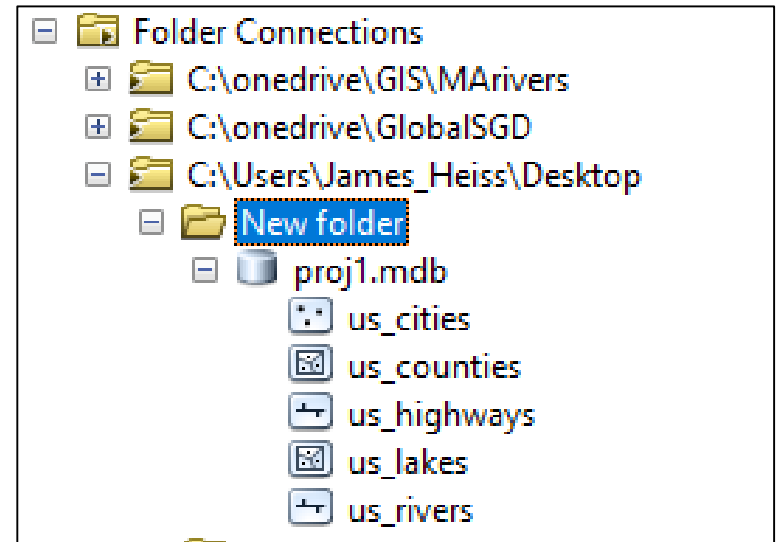 Folder Connections
C:\onedrive\GIS\MArivers
C:\onedrive\GlobalSGD
C:\Users\James_Heiss\Desktop
New folder
proj1.mdb
us_cities
us_counties
us_highways
us_lakes
us_rivers